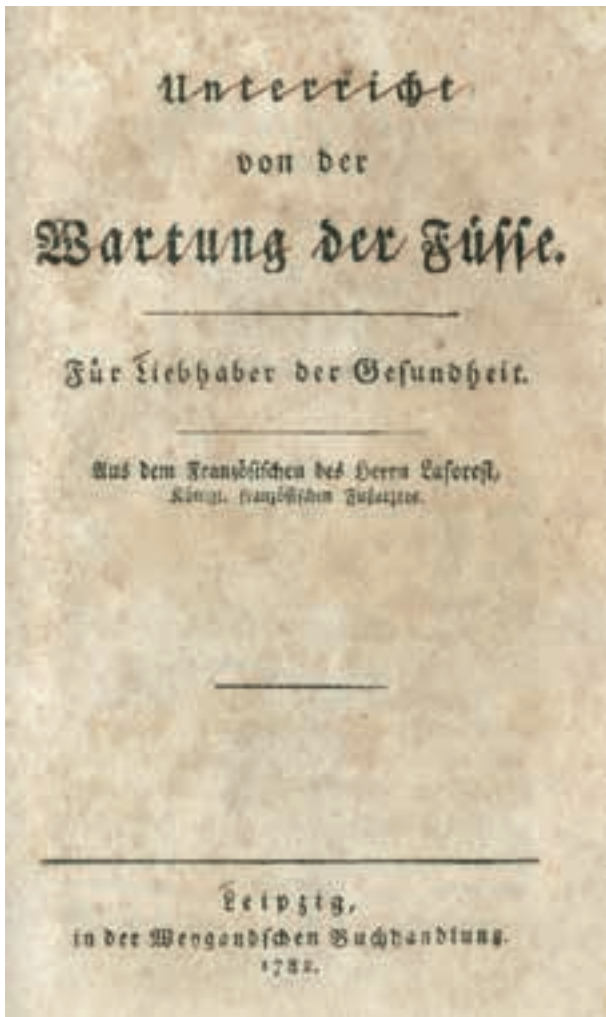 Unterricht
von der
Wartung der Füſſe.
Für Liebhaber der Geſundheit.
Aus dem Franzöſiſchen des Herrn Laforeſt,
Königl. franzöſiſchen Fußarztes.
Leipzig,
in der Weygandſchen Buchhandlung.
1782.